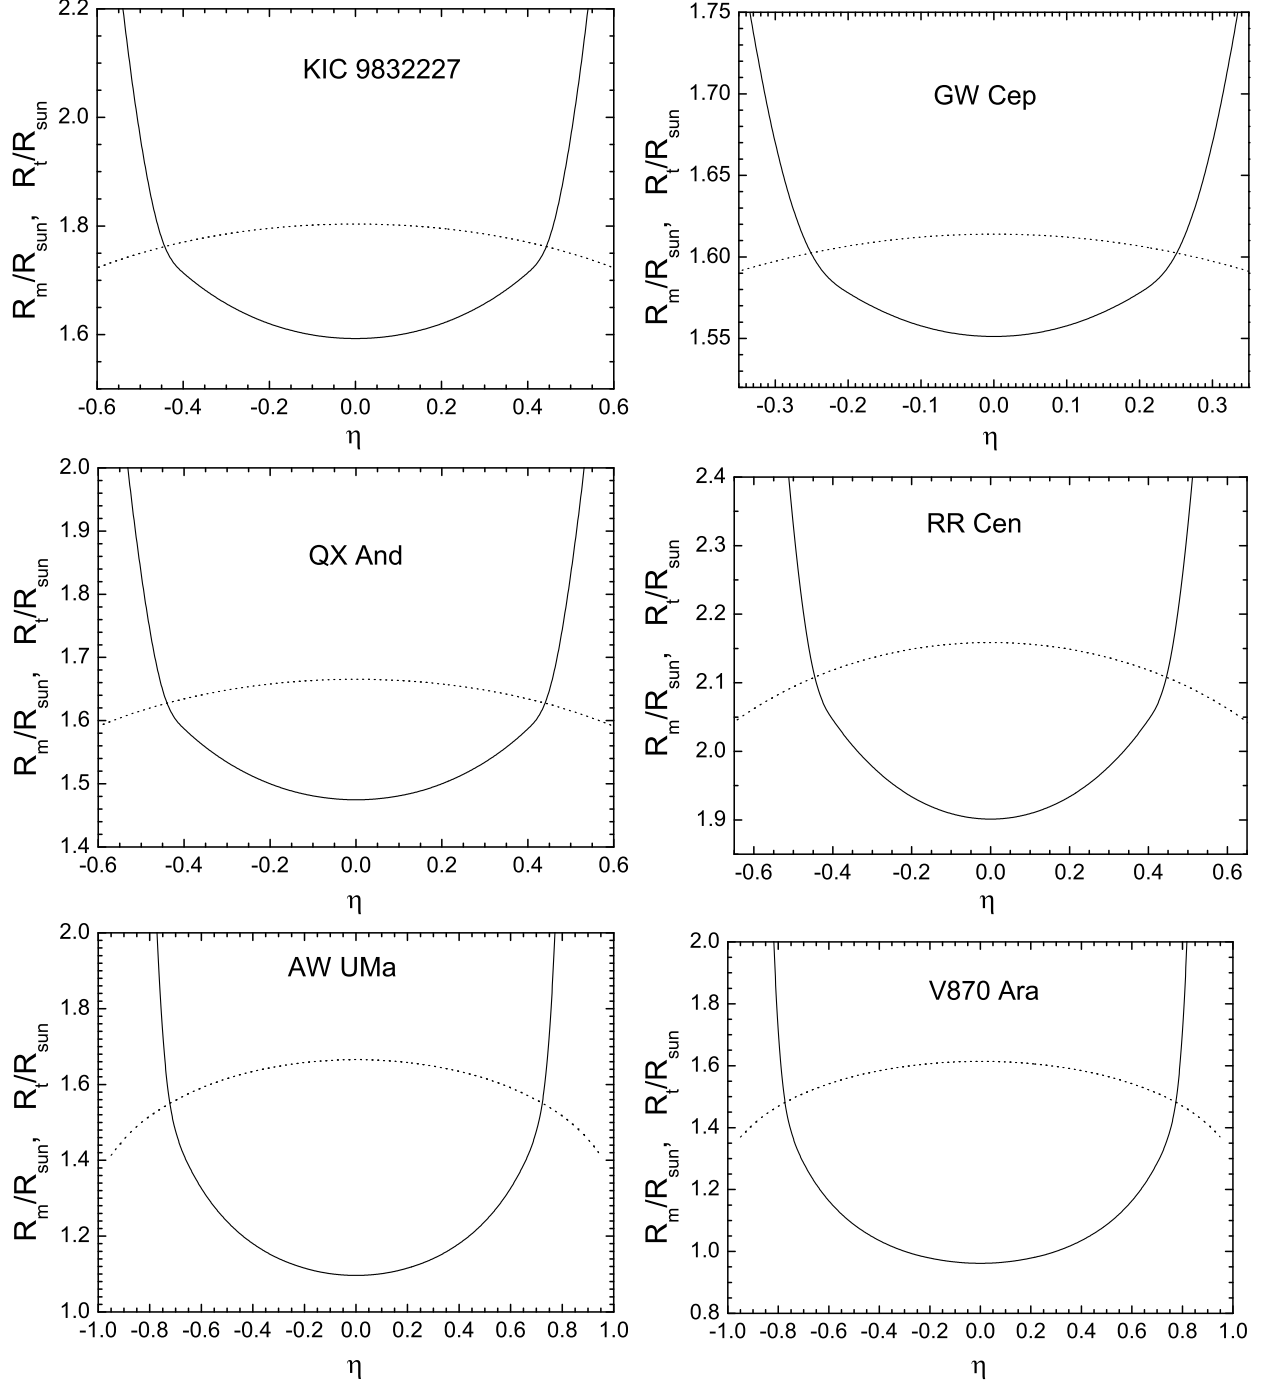 KIC 9832227
R_m/R_sun, R_t/R_sun
2.2
2.0
1.8
1.6
-0.6 -0.4 -0.2 0.0 0.2 0.4 0.6
η
GW Cep
R_m/R_sun, R_t/R_sun
1.75
1.70
1.65
1.60
1.55
-0.3 -0.2 -0.1 0.0 0.1 0.2 0.3
η
QX And
R_m/R_sun, R_t/R_sun
2.0
1.9
1.8
1.7
1.6
1.5
1.4
-0.6 -0.4 -0.2 0.0 0.2 0.4 0.6
η
RR Cen
R_m/R_sun, R_t/R_sun
2.4
2.3
2.2
2.1
2.0
1.9
-0.6 -0.4 -0.2 0.0 0.2 0.4 0.6
η
AW UMa
R_m/R_sun, R_t/R_sun
2.0
1.8
1.6
1.4
1.2
1.0
-1.0 -0.8 -0.6 -0.4 -0.2 0.0 0.2 0.4 0.6 0.8 1.0
η
V870 Ara
R_m/R_sun, R_t/R_sun
2.0
1.8
1.6
1.4
1.2
1.0
0.8
-1.0 -0.8 -0.6 -0.4 -0.2 0.0 0.2 0.4 0.6 0.8 1.0
η